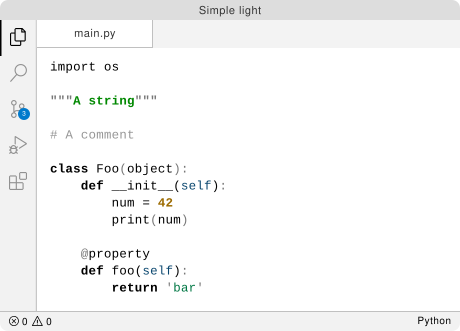 Simple light
main.py
import os
"""A string"""
# A comment
class Foo(object):
    def __init__(self):
        num = 42
        print(num)
    @property
    def foo(self):
        return 'bar'
3
0 0
Python